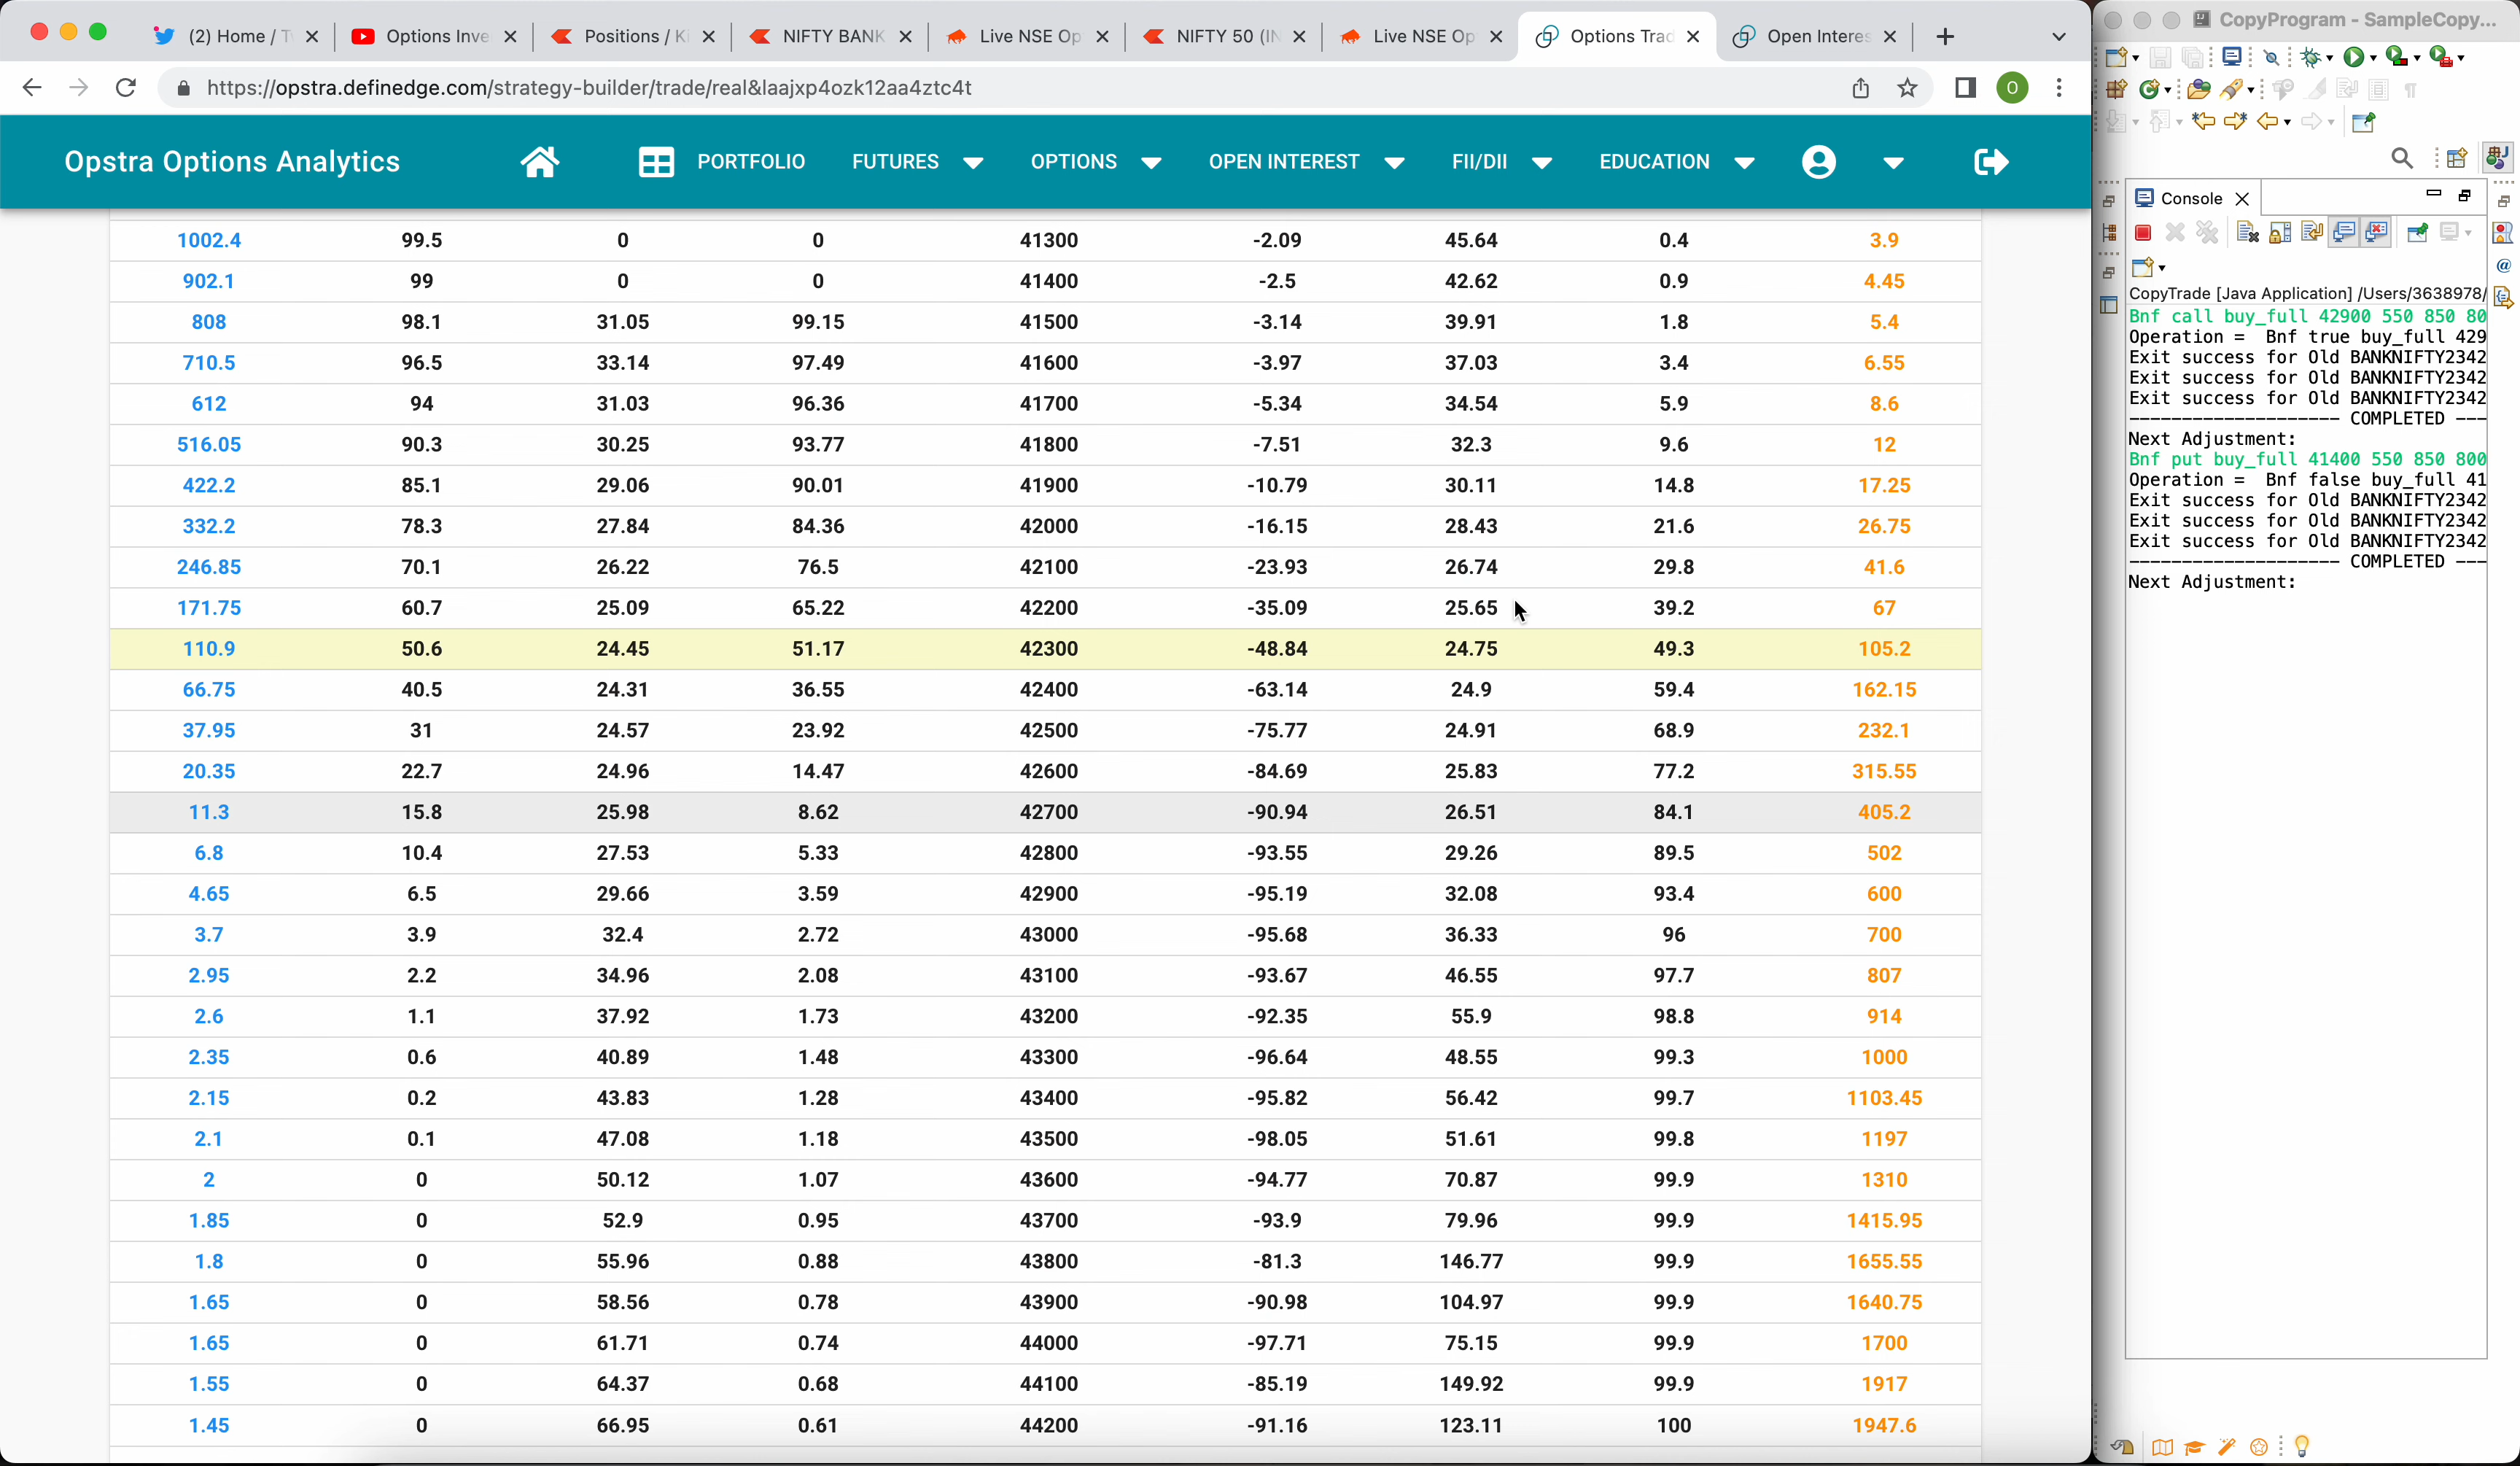 (2) Home / T
Options Inve
Positions / Ki
NIFTY BANK
Live NSE Op
NIFTY 50 (IN
Live NSE Op
Options Trad
Open Interes
CopyProgram - SampleCopy...
https://opstra.definedge.com/strategy-builder/trade/real&laajxp4ozk12aa4ztc4t
O
Opstra Options Analytics
PORTFOLIO
FUTURES
OPTIONS
OPEN INTEREST
FII/DII
EDUCATION
1002.4 99.5 0 0 41300 -2.09 45.64 0.4 3.9
902.1 99 0 0 41400 -2.5 42.62 0.9 4.45
808 98.1 31.05 99.15 41500 -3.14 39.91 1.8 5.4
710.5 96.5 33.14 97.49 41600 -3.97 37.03 3.4 6.55
612 94 31.03 96.36 41700 -5.34 34.54 5.9 8.6
516.05 90.3 30.25 93.77 41800 -7.51 32.3 9.6 12
422.2 85.1 29.06 90.01 41900 -10.79 30.11 14.8 17.25
332.2 78.3 27.84 84.36 42000 -16.15 28.43 21.6 26.75
246.85 70.1 26.22 76.5 42100 -23.93 26.74 29.8 41.6
171.75 60.7 25.09 65.22 42200 -35.09 25.65 39.2 67
110.9 50.6 24.45 51.17 42300 -48.84 24.75 49.3 105.2
66.75 40.5 24.31 36.55 42400 -63.14 24.9 59.4 162.15
37.95 31 24.57 23.92 42500 -75.77 24.91 68.9 232.1
20.35 22.7 24.96 14.47 42600 -84.69 25.83 77.2 315.55
11.3 15.8 25.98 8.62 42700 -90.94 26.51 84.1 405.2
6.8 10.4 27.53 5.33 42800 -93.55 29.26 89.5 502
4.65 6.5 29.66 3.59 42900 -95.19 32.08 93.4 600
3.7 3.9 32.4 2.72 43000 -95.68 36.33 96 700
2.95 2.2 34.96 2.08 43100 -93.67 46.55 97.7 807
2.6 1.1 37.92 1.73 43200 -92.35 55.9 98.8 914
2.35 0.6 40.89 1.48 43300 -96.64 48.55 99.3 1000
2.15 0.2 43.83 1.28 43400 -95.82 56.42 99.7 1103.45
2.1 0.1 47.08 1.18 43500 -98.05 51.61 99.8 1197
2 0 50.12 1.07 43600 -94.77 70.87 99.9 1310
1.85 0 52.9 0.95 43700 -93.9 79.96 99.9 1415.95
1.8 0 55.96 0.88 43800 -81.3 146.77 99.9 1655.55
1.65 0 58.56 0.78 43900 -90.98 104.97 99.9 1640.75
1.65 0 61.71 0.74 44000 -97.71 75.15 99.9 1700
1.55 0 64.37 0.68 44100 -85.19 149.92 99.9 1917
1.45 0 66.95 0.61 44200 -91.16 123.11 100 1947.6
Console
CopyTrade [Java Application] /Users/3638978/
Bnf call buy_full 42900 550 850 80
Operation = Bnf true buy_full 429
Exit success for Old BANKNIFTY2342
Exit success for Old BANKNIFTY2342
Exit success for Old BANKNIFTY2342
-------------------- COMPLETED ---
Next Adjustment:
Bnf put buy_full 41400 550 850 800
Operation = Bnf false buy_full 41
Exit success for Old BANKNIFTY2342
Exit success for Old BANKNIFTY2342
Exit success for Old BANKNIFTY2342
-------------------- COMPLETED ---
Next Adjustment: